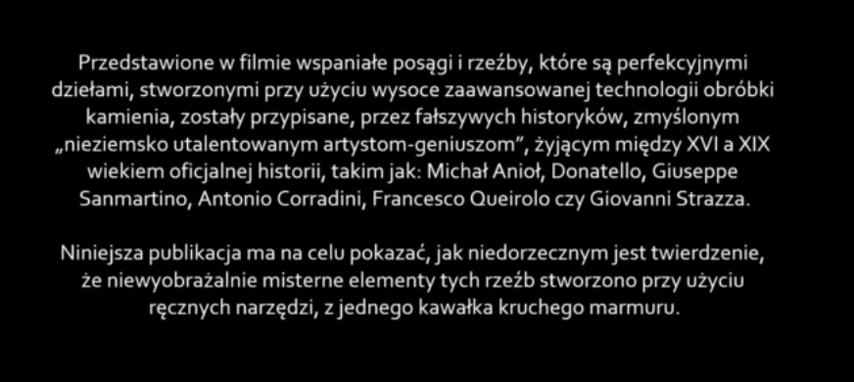 Przedstawione w filmie wspaniałe posągi i rzeźby, które są perfekcyjnymi
dziełami, stworzonymi przy użyciu wysoce zaawansowanej technologii obróbki
kamienia, zostały przypisane, przez fałszywych historyków, zmyślonym
„nieziemsko utalentowanym artystom-geniuszom”, żyjącym między XVI a XIX
wiekiem oficjalnej historii, takim jak: Michał Anioł, Donatello, Giuseppe
Sanmartino, Antonio Corradini, Francesco Queirolo czy Giovanni Strazza.

Niniejsza publikacja ma na celu pokazać, jak niedorzecznym jest twierdzenie,
że niewyobrażalnie misterne elementy tych rzeźb stworzono przy użyciu
ręcznych narzędzi, z jednego kawałka kruchego marmuru.